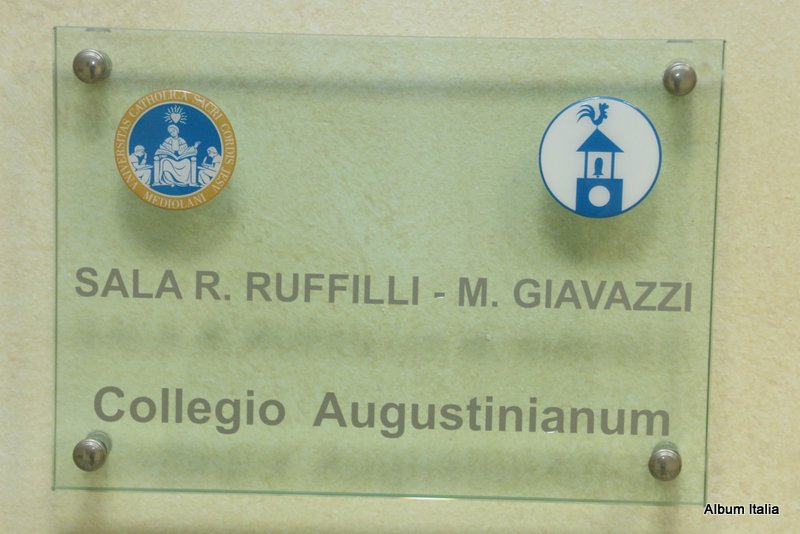 UNIVERSITAS CATHOLICA SACRI CORDIS IESU
MEDIOLANI
SALA R. RUFFILLI - M. GIAVAZZI
Collegio Augustinianum
Album Italia